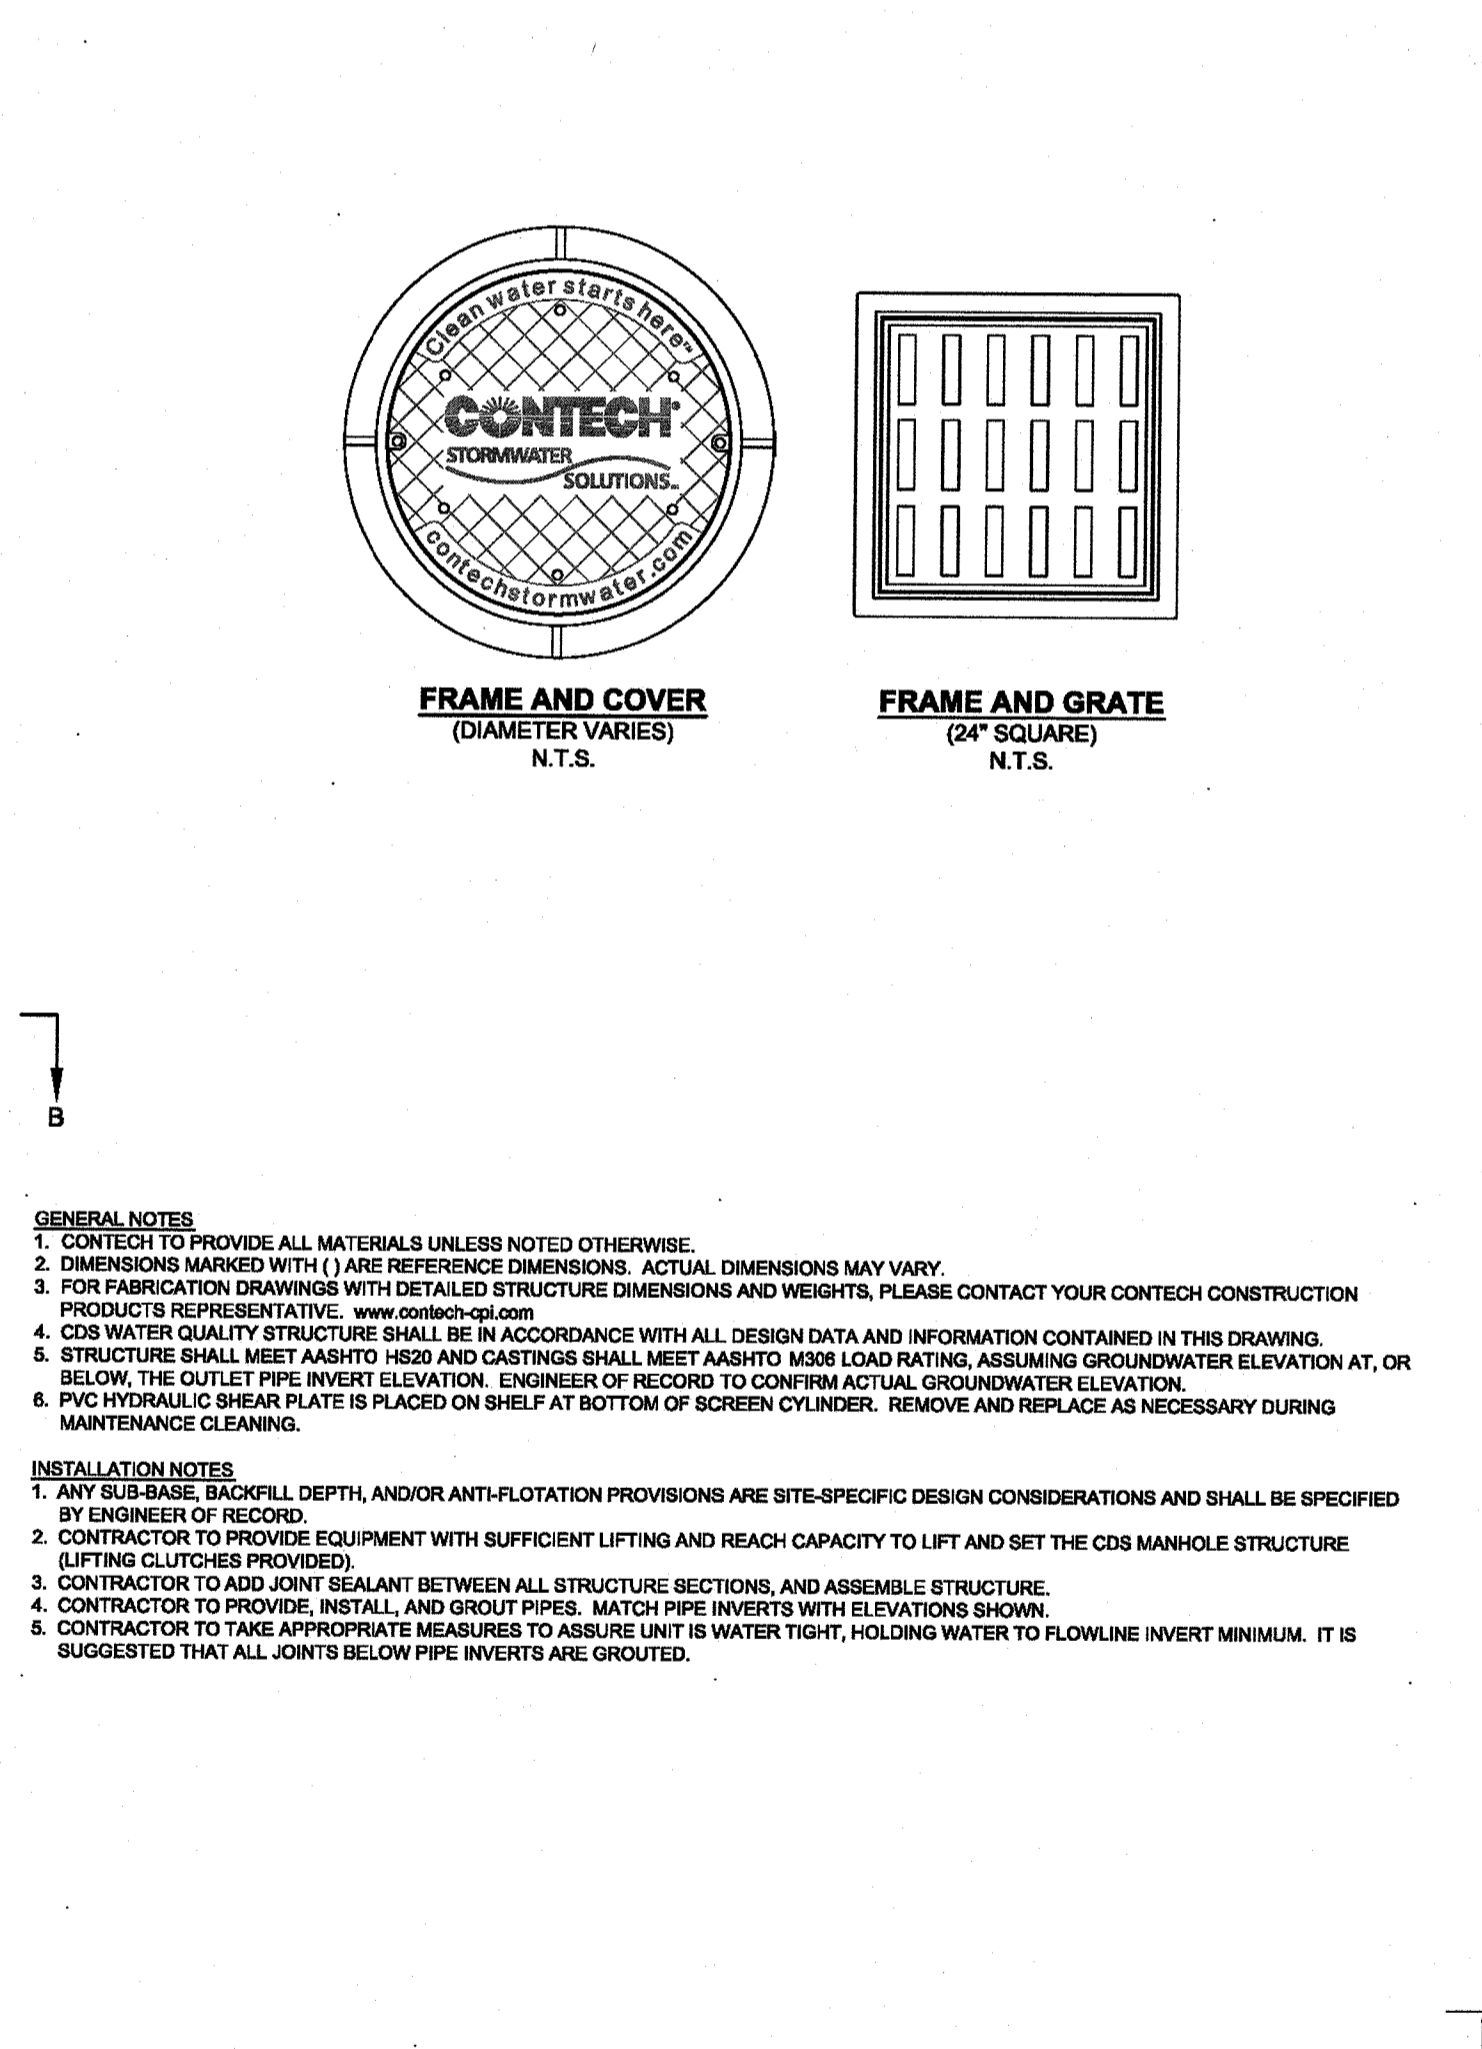 Clean water starts here™
CONTECH®
STORMWATER
SOLUTIONS
contechstormwater.com
FRAME AND COVER
(DIAMETER VARIES)
N.T.S.
FRAME AND GRATE
(24" SQUARE)
N.T.S.
B
GENERAL NOTES
1. CONTECH TO PROVIDE ALL MATERIALS UNLESS NOTED OTHERWISE.
2. DIMENSIONS MARKED WITH ( ) ARE REFERENCE DIMENSIONS. ACTUAL DIMENSIONS MAY VARY.
3. FOR FABRICATION DRAWINGS WITH DETAILED STRUCTURE DIMENSIONS AND WEIGHTS, PLEASE CONTACT YOUR CONTECH CONSTRUCTION
PRODUCTS REPRESENTATIVE. www.contech-cpi.com
4. CDS WATER QUALITY STRUCTURE SHALL BE IN ACCORDANCE WITH ALL DESIGN DATA AND INFORMATION CONTAINED IN THIS DRAWING.
5. STRUCTURE SHALL MEET AASHTO HS20 AND CASTINGS SHALL MEET AASHTO M306 LOAD RATING, ASSUMING GROUNDWATER ELEVATION AT, OR
BELOW, THE OUTLET PIPE INVERT ELEVATION. ENGINEER OF RECORD TO CONFIRM ACTUAL GROUNDWATER ELEVATION.
6. PVC HYDRAULIC SHEAR PLATE IS PLACED ON SHELF AT BOTTOM OF SCREEN CYLINDER. REMOVE AND REPLACE AS NECESSARY DURING
MAINTENANCE CLEANING.
INSTALLATION NOTES
1. ANY SUB-BASE, BACKFILL DEPTH, AND/OR ANTI-FLOTATION PROVISIONS ARE SITE-SPECIFIC DESIGN CONSIDERATIONS AND SHALL BE SPECIFIED
BY ENGINEER OF RECORD.
2. CONTRACTOR TO PROVIDE EQUIPMENT WITH SUFFICIENT LIFTING AND REACH CAPACITY TO LIFT AND SET THE CDS MANHOLE STRUCTURE
(LIFTING CLUTCHES PROVIDED).
3. CONTRACTOR TO ADD JOINT SEALANT BETWEEN ALL STRUCTURE SECTIONS, AND ASSEMBLE STRUCTURE.
4. CONTRACTOR TO PROVIDE, INSTALL, AND GROUT PIPES. MATCH PIPE INVERTS WITH ELEVATIONS SHOWN.
5. CONTRACTOR TO TAKE APPROPRIATE MEASURES TO ASSURE UNIT IS WATER TIGHT, HOLDING WATER TO FLOWLINE INVERT MINIMUM. IT IS
SUGGESTED THAT ALL JOINTS BELOW PIPE INVERTS ARE GROUTED.